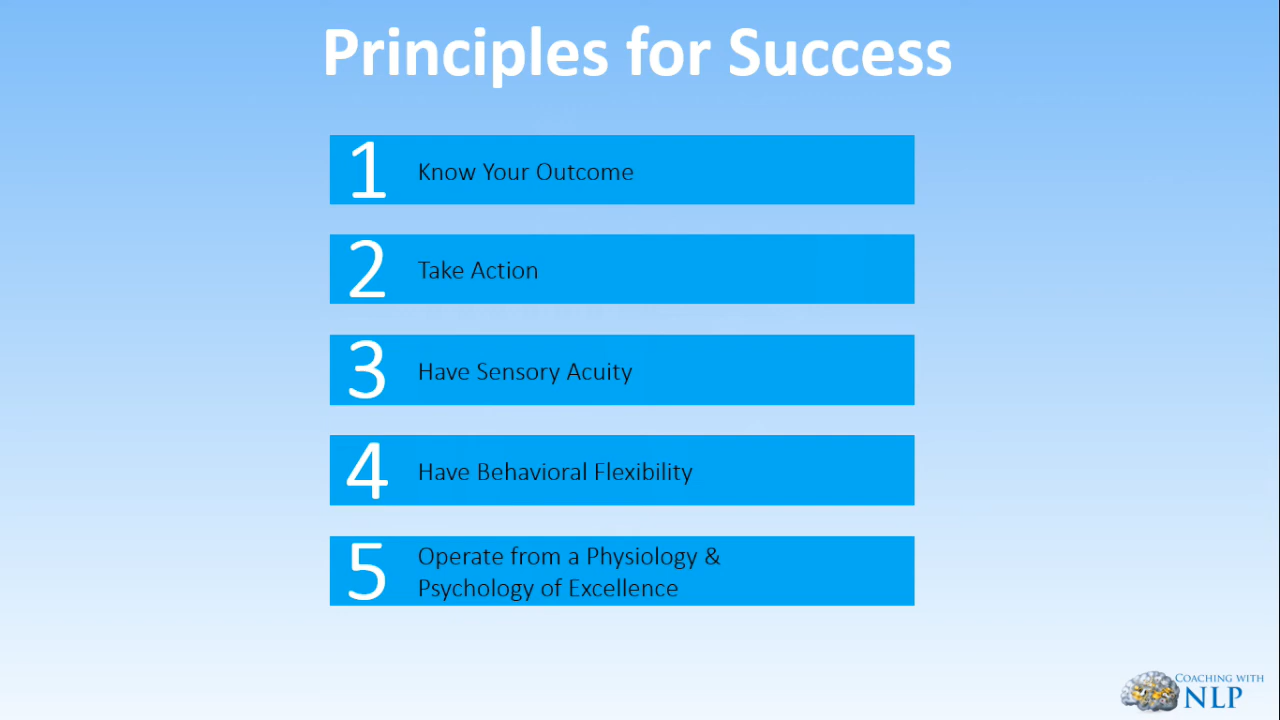 Principles for Success
1 Know Your Outcome
2 Take Action
3 Have Sensory Acuity
4 Have Behavioral Flexibility
5 Operate from a Physiology &
Psychology of Excellence
COACHING WITH
NLP